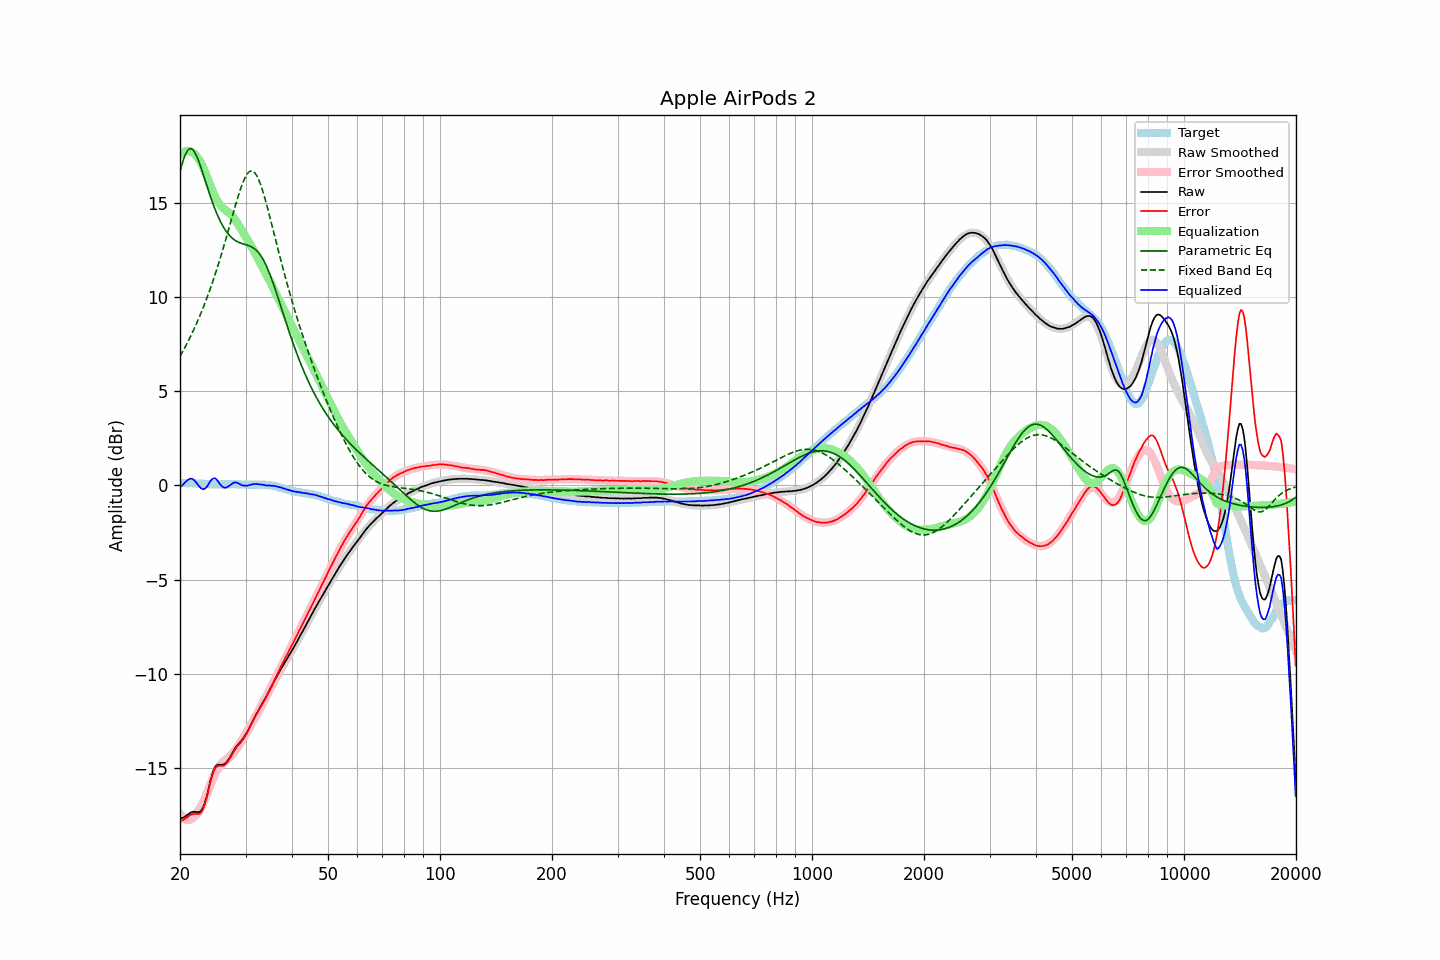 Apple AirPods 2
Target
Raw Smoothed
Error Smoothed
Raw
Error
Equalization
Parametric Eq
Fixed Band Eq
Equalized
Amplitude (dBr)
15
10
5
0
−5
−10
−15
20 50 100 200 500 1000 2000 5000 10000 20000
Frequency (Hz)